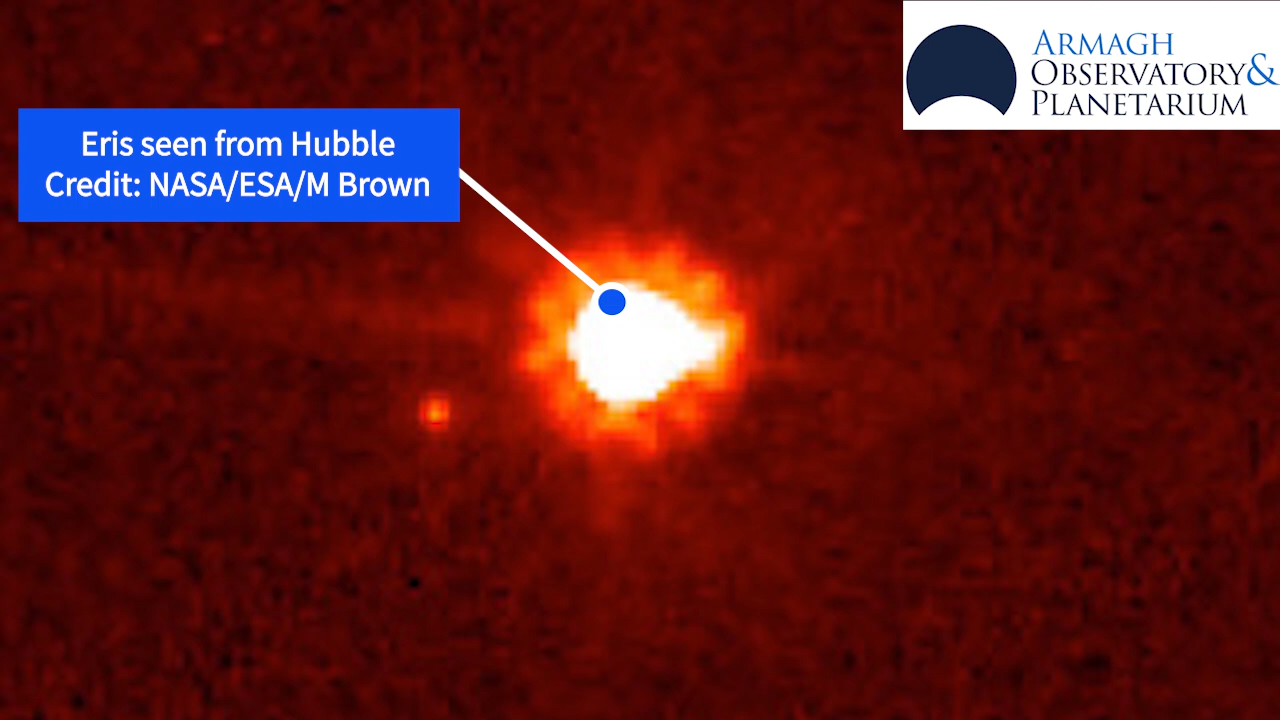 Eris seen from Hubble
Credit: NASA/ESA/M Brown
ARMAGH
OBSERVATORY&
PLANETARIUM